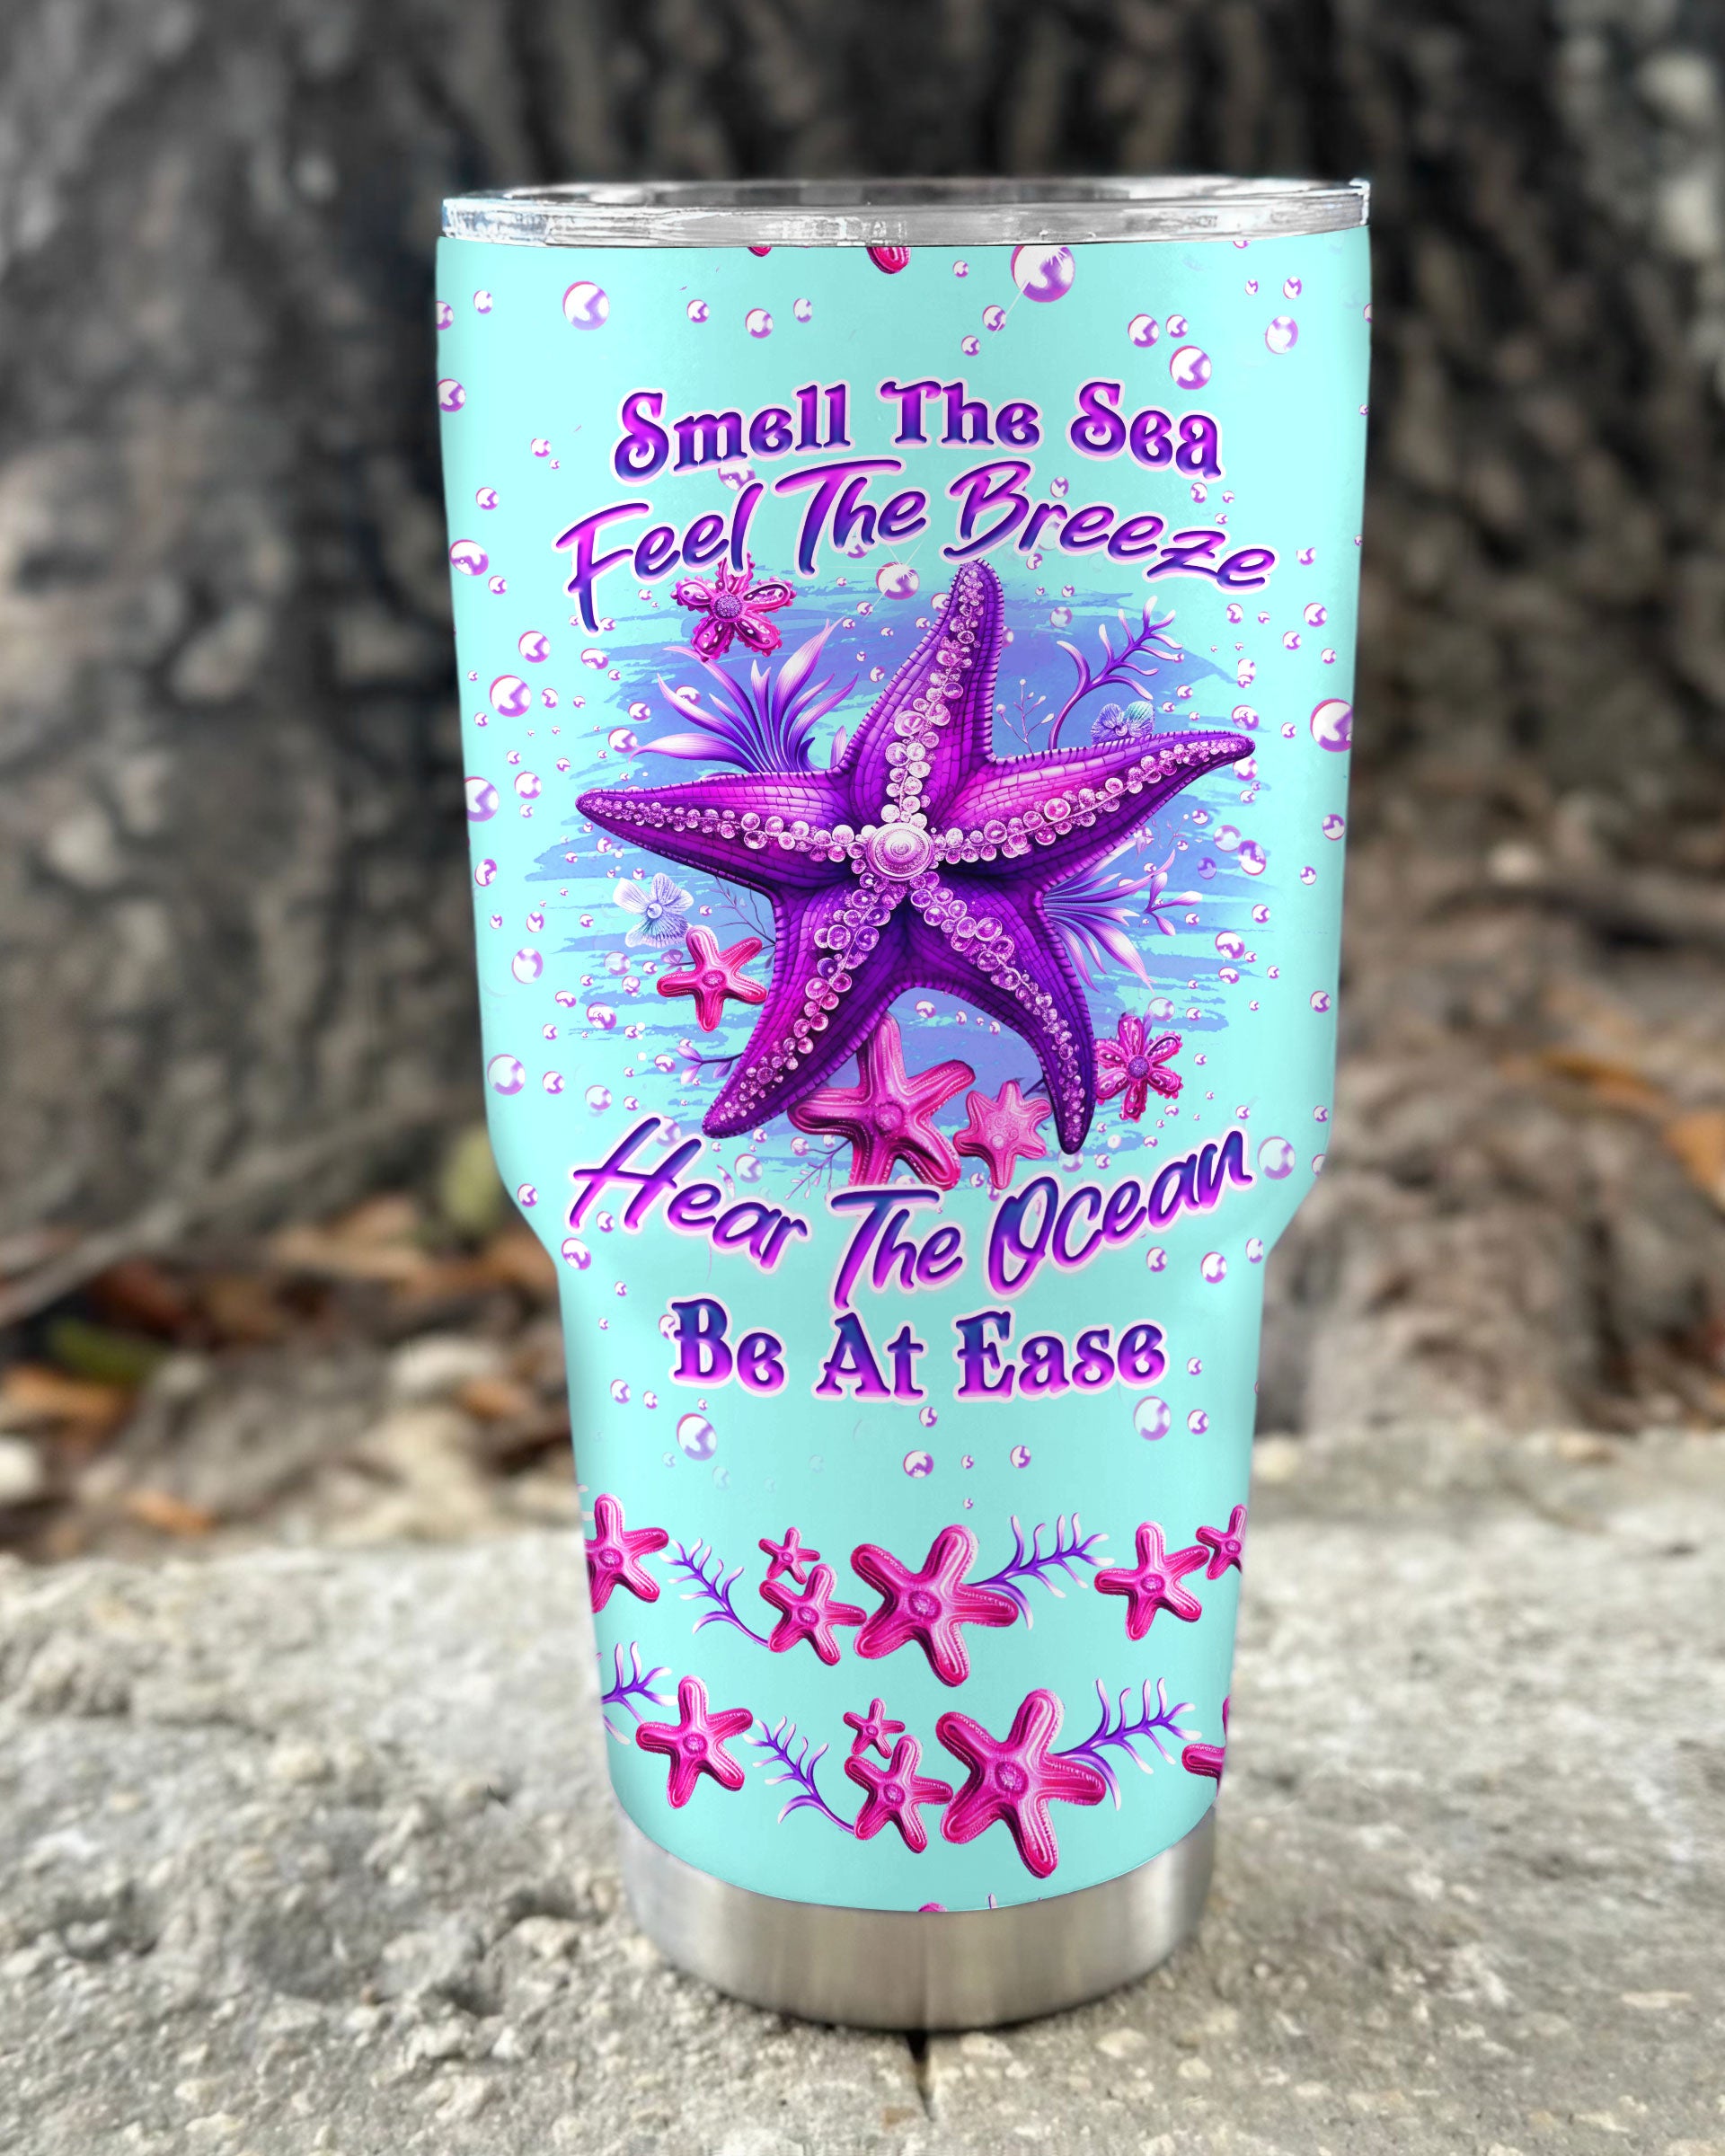 Smell The Sea
Feel The Breeze
Hear The Ocean
Be At Ease